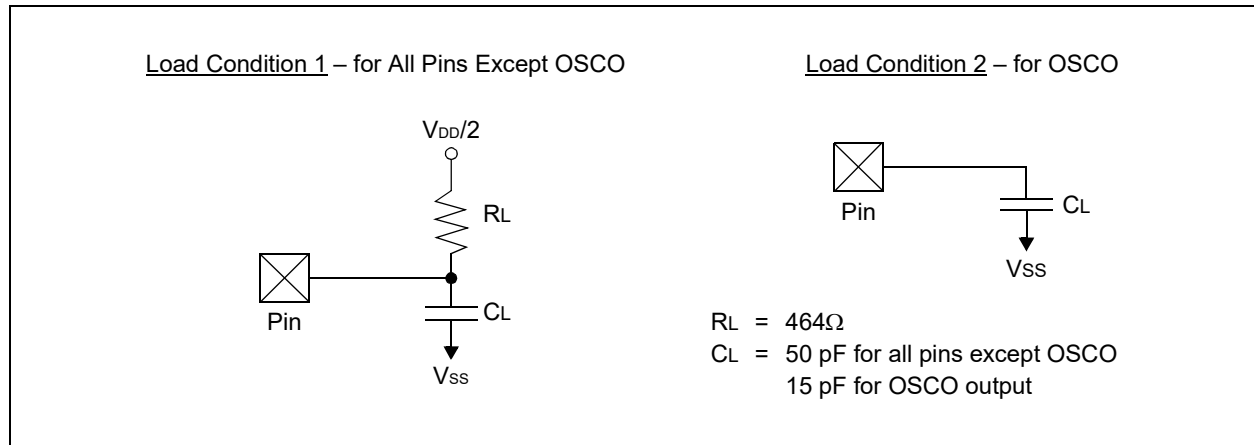 Load Condition 1 – for All Pins Except OSCO
VDD/2
RL
Pin
CL
VSS
Load Condition 2 – for OSCO
Pin
CL
VSS
RL = 464Ω
CL = 50 pF for all pins except OSCO
15 pF for OSCO output